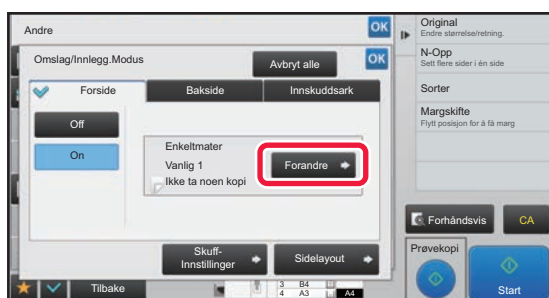 Andre
OK
Omslag/Innlegg.Modus
Avbryt alle
OK
Forside
Bakside
Innskuddsark
Off
On
Enkeltmater
Vanlig 1
Ikke ta noen kopi
Forandre
Skuff-
Innstillinger
Sidelayout
Tilbake
3 B4
4 A3
A4
Original
Endre størrelse/retning.
N-Opp
Sett flere sider i én side
Sorter
Margskifte
Flytt posisjon for å få marg
Forhåndsvis
CA
Prøvekopi
Start